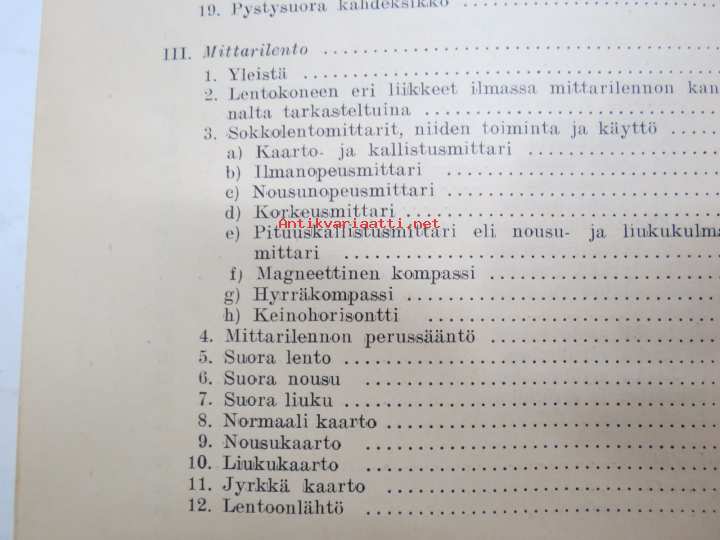 19. Pystysuora kahdeksikko
III. Mittarilento
1. Yleistä
2. Lentokoneen eri liikkeet ilmassa mittarilennon kan
nalta tarkasteltuina
3. Sokkolentomittarit, niiden toiminta ja käyttö
a) Kaarto- ja kallistusmittari
b) Ilmanopeusmittari
c) Nousunopeusmittari
d) Korkeusmittari
Antikvariaatti.net
e) Pituuskallistusmittari eli nousu- ja liukukulma
mittari
f) Magneettinen kompassi
g) Hyrräkompassi
h) Keinohorisontti
4. Mittarilennon perussääntö
5. Suora lento
6. Suora nousu
7. Suora liuku
8. Normaali kaarto
9. Nousukaarto
10. Liukukaarto
11. Jyrkkä kaarto
12. Lentoonlähtö